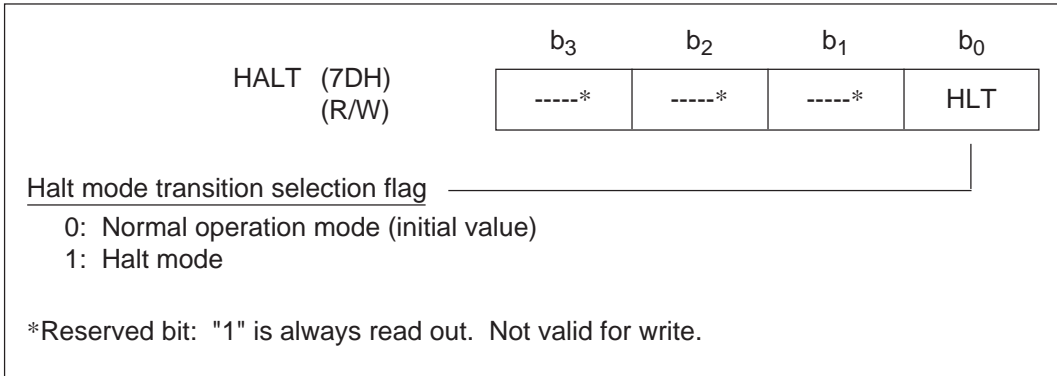 b3 b2 b1 b0
HALT (7DH) -----* -----* -----* HLT
(R/W)
Halt mode transition selection flag
0: Normal operation mode (initial value)
1: Halt mode
*Reserved bit: "1" is always read out. Not valid for write.